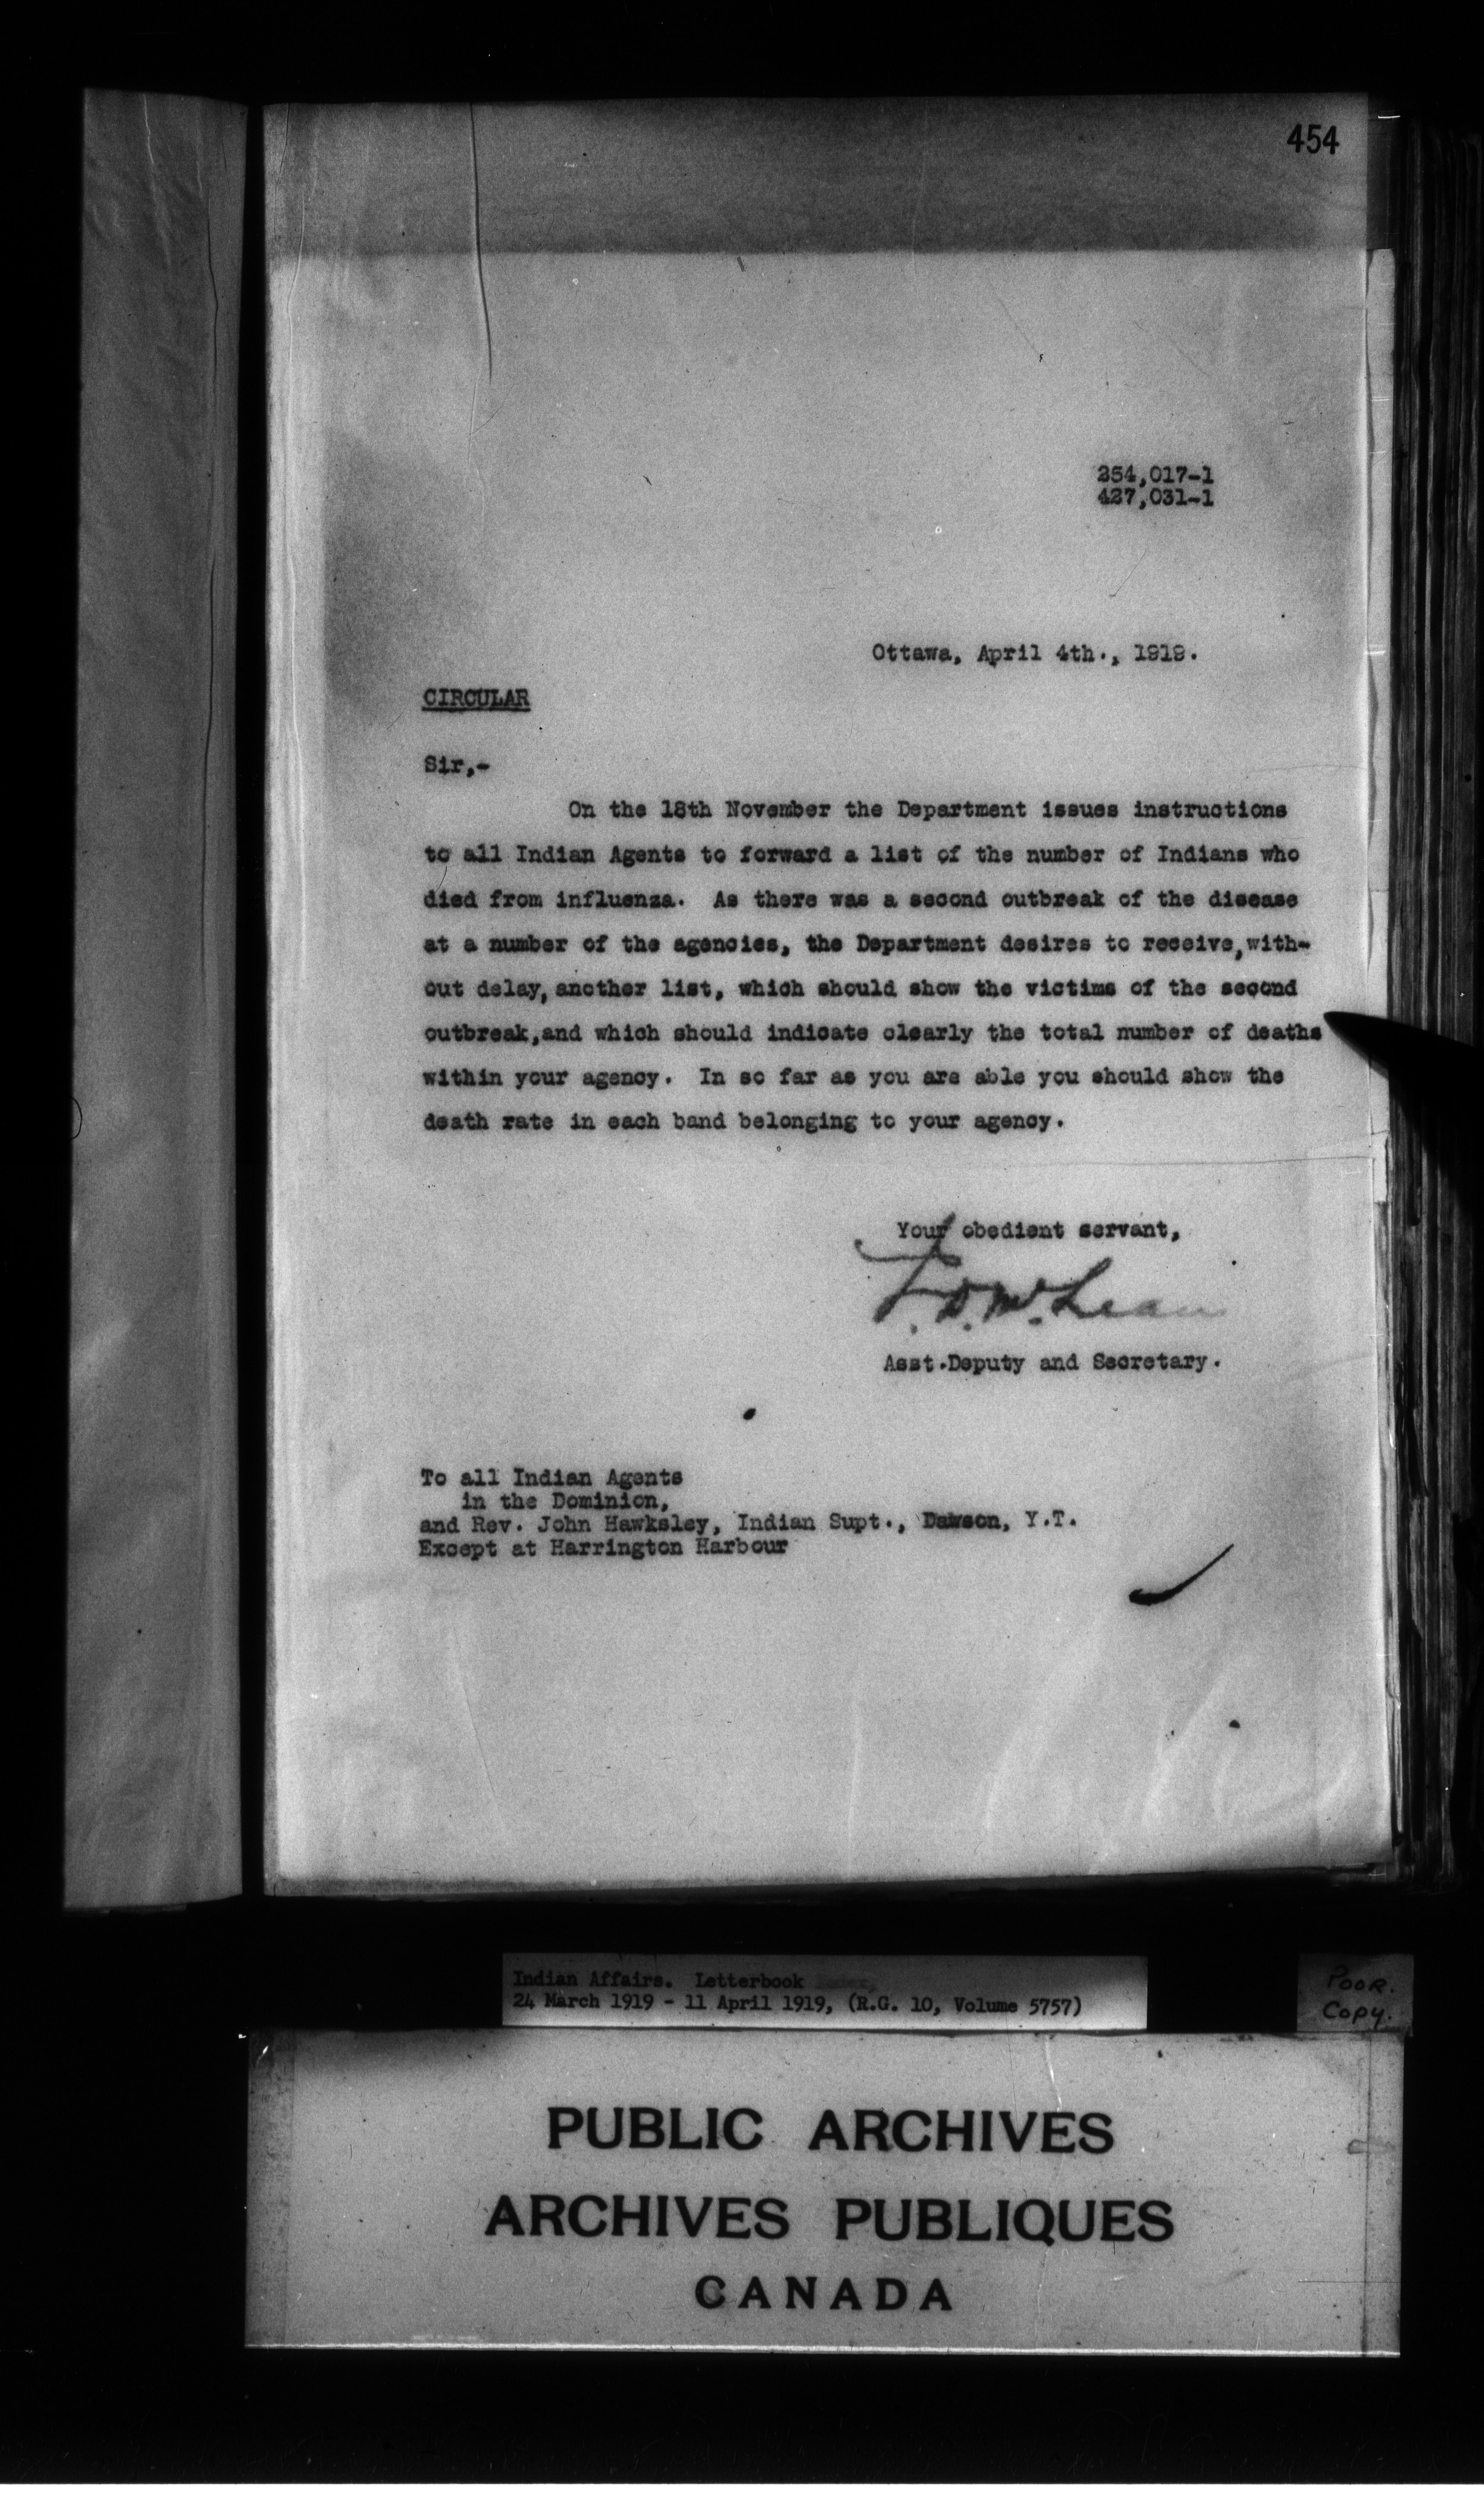 454
254,017-1
427,031-1
Ottawa, April 4th., 1919.
CIRCULAR
Sir,-
On the 18th November the Department issues instructions
to all Indian Agents to forward a list of the number of Indians who
died from influenza. As there was a second outbreak of the disease
at a number of the agencies, the Department desires to receive, with-
out delay, another list, which should show the victims of the second
outbreak, and which should indicate clearly the total number of deaths
within your agency. In so far as you are able you should show the
death rate in each band belonging to your agency.
Your obedient servant,
J. D. McLean
Asst. Deputy and Secretary.
To all Indian Agents
in the Dominion,
and Rev. John Hawksley, Indian Supt., Dawson, Y.T.
Except at Harrington Harbour
Indian Affairs. Letterbook
24 March 1919 - 11 April 1919, (R.G. 10, Volume 5757)
POOR.
Copy.
PUBLIC ARCHIVES
ARCHIVES PUBLIQUES
CANADA